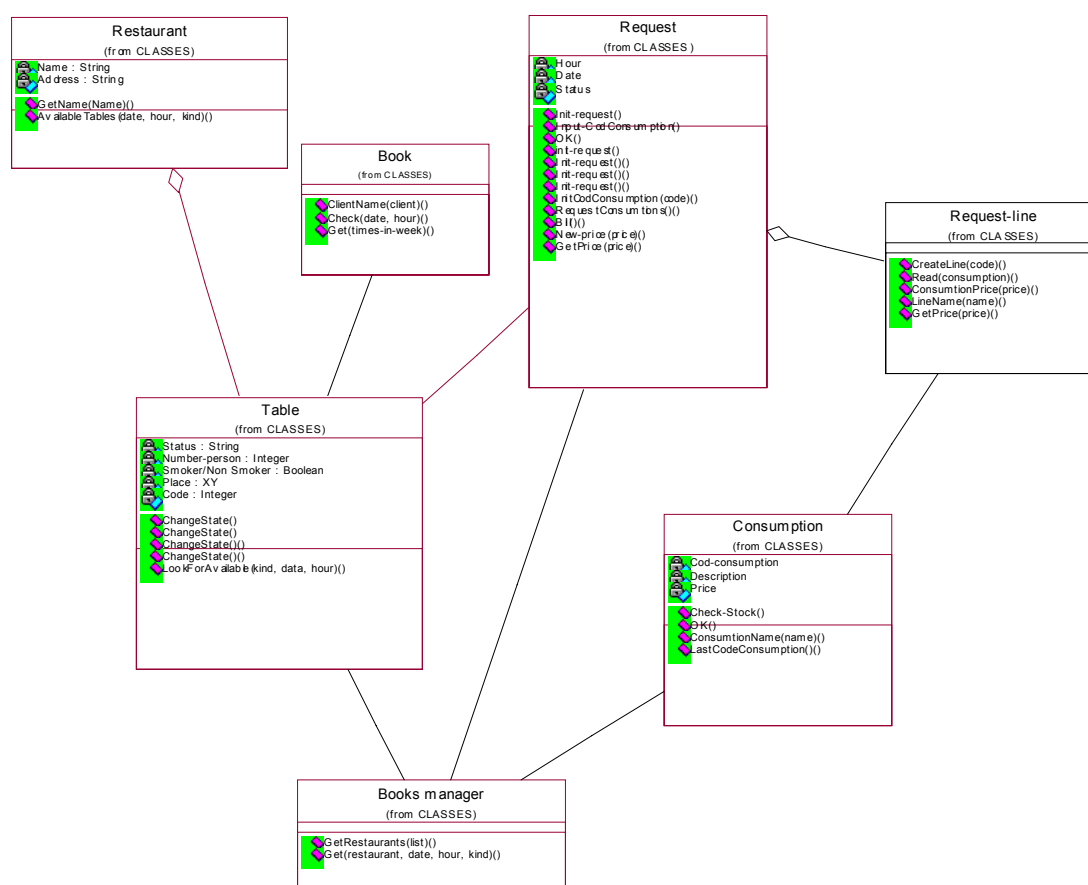 Restaurant
(from CLASSES)
Name : String
Address : String
GetName(Name)()
AvailableTables(date, hour, kind)()
Request
(from CLASSES )
Hour
Date
Status
Init-request()
Input-CodConsumption()
OK()
init-request()
Init-request()()
Init-request()()
Init-request()()
InitCodConsumption(code)()
RequestConsumtions()()
Bill()()
New-price(price)()
GetPrice(price)()
Book
(from CLASSES)
ClientName(client)()
Check(date, hour)()
Get(times-in-week)()
Request-line
(from CLASSES)
CreateLine(code)()
Read(consumption)()
ConsumtionPrice(price)()
LineName(name)()
GetPrice(price)()
Table
(from CLASSES)
Status : String
Number-person : Integer
Smoker/Non Smoker : Boolean
Place : XY
Code : Integer
ChangeState()
ChangeState()
ChangeState()()
ChangeState()()
LookForAvailable(kind, data, hour)()
Consumption
(from CLASSES)
Cod-consumption
Description
Price
Check-Stock()
OK()
ConsumtionName(name)()
LastCodeConsumption()()
Books manager
(from CLASSES)
GetRestaurants(list)()
Get(restaurant, date, hour, kind)()